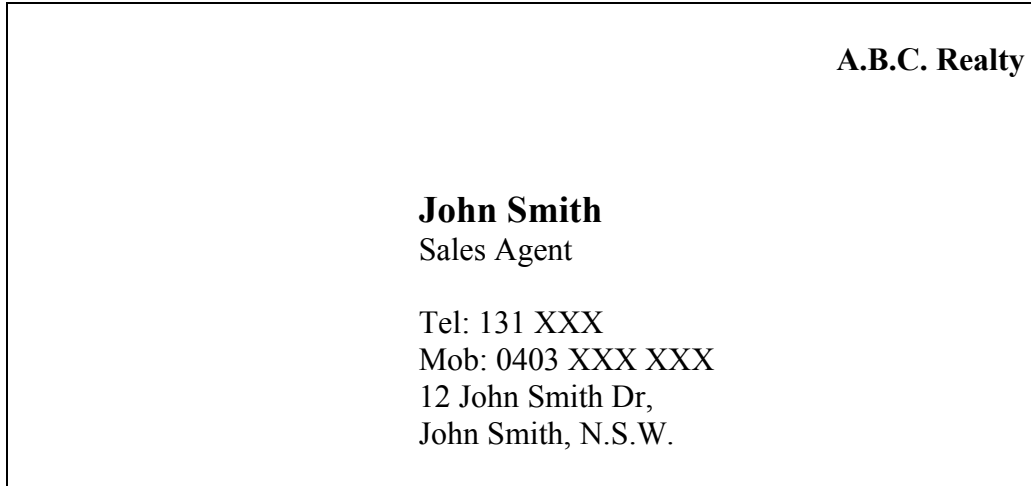 A.B.C. Realty
John Smith
Sales Agent
Tel: 131 XXX
Mob: 0403 XXX XXX
12 John Smith Dr,
John Smith, N.S.W.